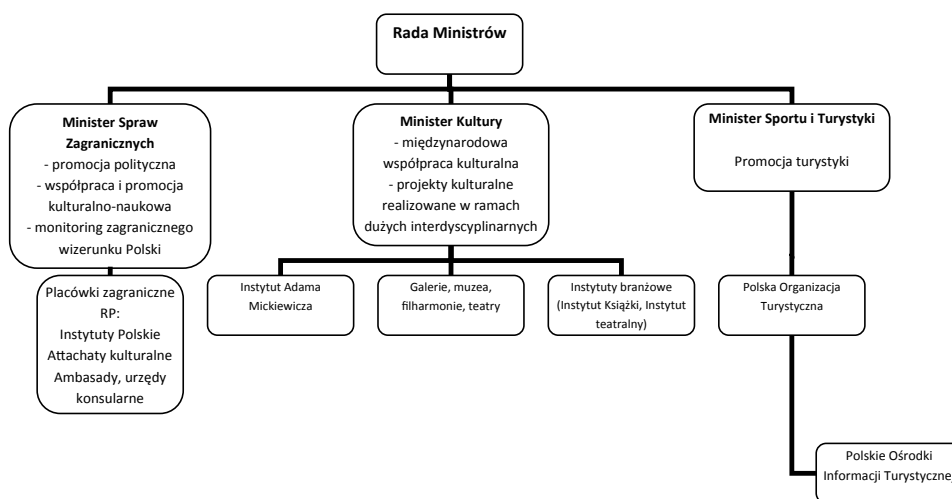 Rada Ministrów
Minister Spraw
Zagranicznych
- promocja polityczna
- współpraca i promocja
kulturalno-naukowa
- monitoring zagranicznego
wizerunku Polski
Minister Kultury
- międzynarodowa
współpraca kulturalna
- projekty kulturalne
realizowane w ramach
dużych interdyscyplinarnych
Minister Sportu i Turystyki
Promocja turystyki
Placówki zagraniczne
RP:
Instytuty Polskie
Attachaty kulturalne
Ambasady, urzędy
konsularne
Instytut Adama
Mickiewicza
Galerie, muzea,
filharmonie, teatry
Instytuty branżowe
(Instytut Książki, Instytut
teatralny)
Polska Organizacja
Turystyczna
Polskie Ośrodki
Informacji Turystycznej